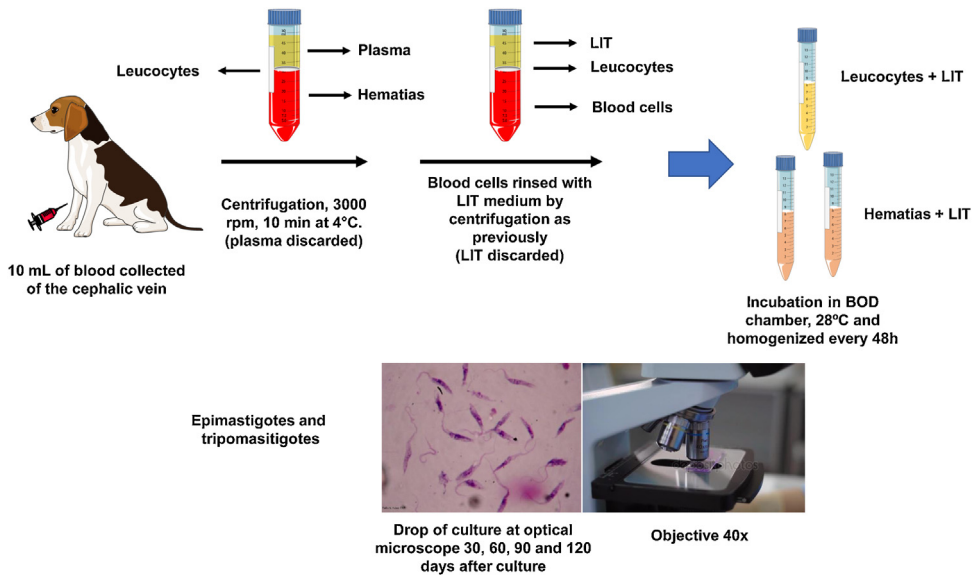 Leucocytes
Plasma
Hematias
LIT
Leucocytes
Blood cells
Leucocytes + LIT
Hematias + LIT
10 mL of blood collected
of the cephalic vein
Centrifugation, 3000
rpm, 10 min at 4°C.
(plasma discarded)
Blood cells rinsed with
LIT medium by
centrifugation as
previously
(LIT discarded)
Incubation in BOD
chamber, 28ºC and
homogenized every 48h
Epimastigotes and
tripomasitigotes
Drop of culture at optical
microscope 30, 60, 90 and 120
days after culture
Objective 40x